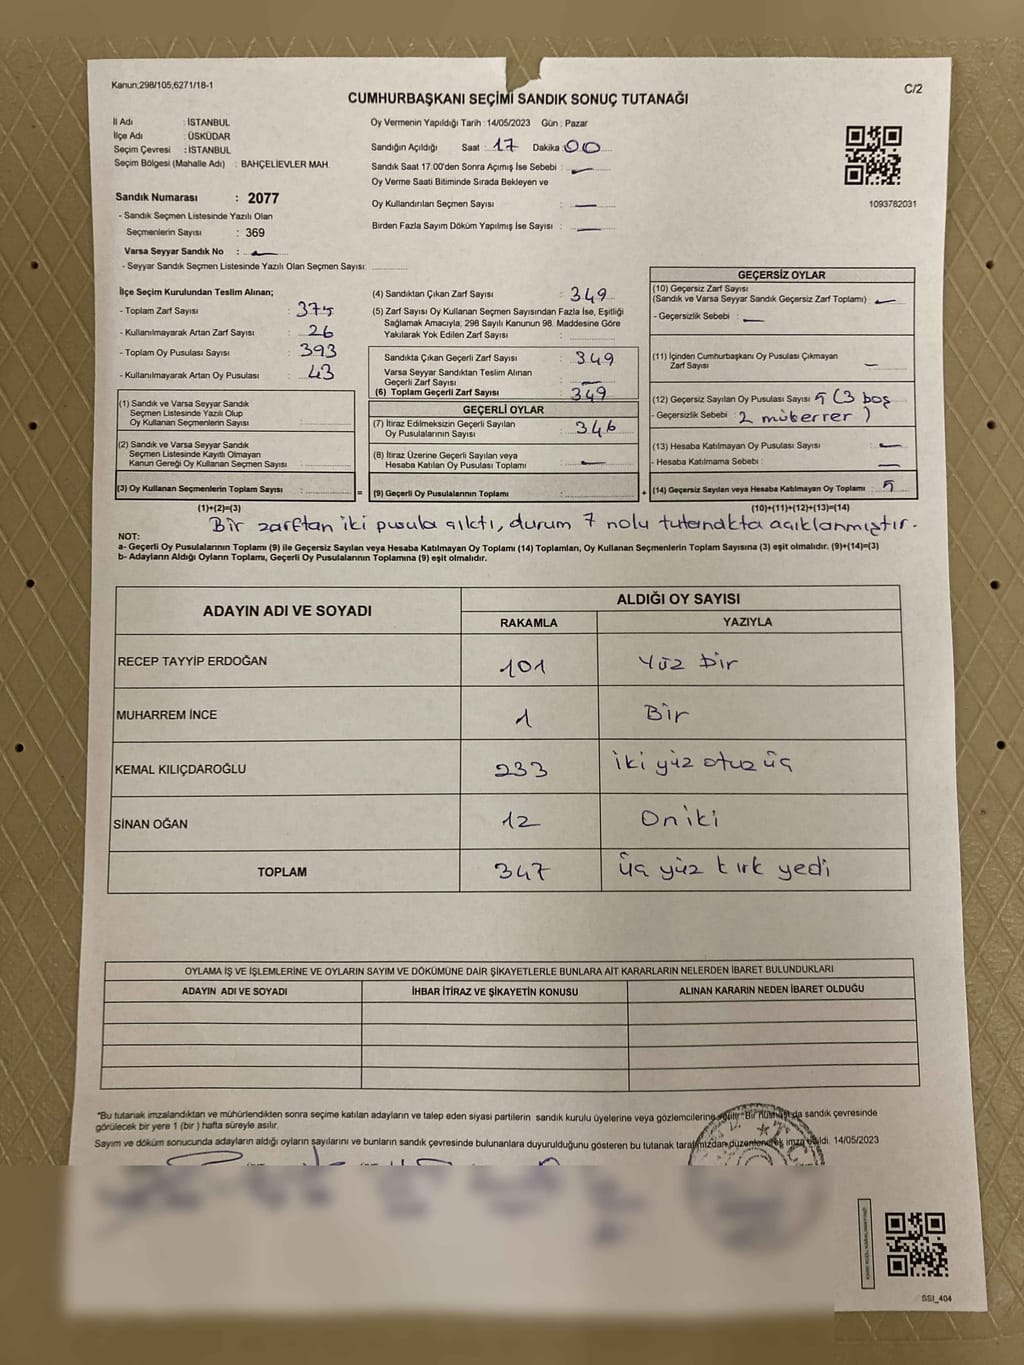 Kanun;298/105;6271/18-1
C/2
CUMHURBAŞKANI SEÇİMİ SANDIK SONUÇ TUTANAĞI
İl Adı : İSTANBUL
İlçe Adı : ÜSKÜDAR
Seçim Çevresi : İSTANBUL
Seçim Bölgesi (Mahalle Adı) : BAHÇELİEVLER MAH.
Sandık Numarası : 2077
- Sandık Seçmen Listesinde Yazılı Olan
Seçmenlerin Sayısı : 369
Varsa Seyyar Sandık No : —
- Seyyar Sandık Seçmen Listesinde Yazılı Olan Seçmen Sayısı:
Oy Vermenin Yapıldığı Tarih : 14/05/2023 Gün : Pazar
Sandığın Açıldığı Saat : 17 Dakika : 00
Sandık Saat 17.00'den Sonra Açımış İse Sebebi : —
Oy Verme Saati Bitiminde Sırada Bekleyen ve
Oy Kullandırılan Seçmen Sayısı : —
Birden Fazla Sayım Döküm Yapılmış İse Sayısı : —
1093782031
İlçe Seçim Kurulundan Teslim Alınan;
- Toplam Zarf Sayısı : 375
- Kullanılmayarak Artan Zarf Sayısı : 26
- Toplam Oy Pusulası Sayısı : 393
- Kullanılmayarak Artan Oy Pusulası : 43
(1) Sandık ve Varsa Seyyar Sandık
Seçmen Listesinde Yazılı Olup
Oy Kullanan Seçmenlerin Sayısı :
(2) Sandık ve Varsa Seyyar Sandık
Seçmen Listesinde Kayıtlı Olmayan
Kanun Gereği Oy Kullanan Seçmen Sayısı :
(3) Oy Kullanan Seçmenlerin Toplam Sayısı : =
(1)+(2)=(3)
(4) Sandıktan Çıkan Zarf Sayısı : 349
(5) Zarf Sayısı Oy Kullanan Seçmen Sayısından Fazla İse, Eşitliği
Sağlamak Amacıyla; 298 Sayılı Kanunun 98. Maddesine Göre
Yakılarak Yok Edilen Zarf Sayısı :
Sandıkta Çıkan Geçerli Zarf Sayısı : 349
Varsa Seyyar Sandıktan Teslim Alınan
Geçerli Zarf Sayısı : —
(6) Toplam Geçerli Zarf Sayısı : 349
GEÇERLİ OYLAR
(7) İtiraz Edilmeksizin Geçerli Sayılan
Oy Pusulalarının Sayısı : 346
(8) İtiraz Üzerine Geçerli Sayılan veya
Hesaba Katılan Oy Pusulası Toplamı : —
(9) Geçerli Oy Pusulalarının Toplamı : +
GEÇERSİZ OYLAR
(10) Geçersiz Zarf Sayısı
(Sandık ve Varsa Seyyar Sandık Geçersiz Zarf Toplamı) : —
- Geçersizlik Sebebi : —
(11) İçinden Cumhurbaşkanı Oy Pusulası Çıkmayan
Zarf Sayısı : —
(12) Geçersiz Sayılan Oy Pusulası Sayısı : 5 (3 boş
- Geçersizlik Sebebi : 2 müberrer )
(13) Hesaba Katılmayan Oy Pusulası Sayısı : —
- Hesaba Katılmama Sebebi : —
(14) Geçersiz Sayılan veya Hesaba Katılmayan Oy Toplamı : 5
(10)+(11)+(12)+(13)=(14)
Bir zarftan iki pusula çıktı, durum 7 nolu tutanakta açıklanmıştır.
NOT:
a- Geçerli Oy Pusulalarının Toplamı (9) ile Geçersiz Sayılan veya Hesaba Katılmayan Oy Toplamı (14) Toplamları, Oy Kullanan Seçmenlerin Toplam Sayısına (3) eşit olmalıdır. (9)+(14)=(3)
b- Adayların Aldığı Oyların Toplamı, Geçerli Oy Pusulalarının Toplamına (9) eşit olmalıdır.
ADAYIN ADI VE SOYADI
ALDIĞI OY SAYISI
RAKAMLA YAZIYLA
RECEP TAYYİP ERDOĞAN 101 Yüz bir
MUHARREM İNCE 1 Bir
KEMAL KILIÇDAROĞLU 233 iki yüz otuz üç
SİNAN OĞAN 12 Oniki
TOPLAM 347 üç yüz kırk yedi
OYLAMA İŞ VE İŞLEMLERİNE VE OYLARIN SAYIM VE DÖKÜMÜNE DAİR ŞİKAYETLERLE BUNLARA AİT KARARLARIN NELERDEN İBARET BULUNDUKLARI
ADAYIN ADI VE SOYADI İHBAR İTİRAZ VE ŞİKAYETİN KONUSU ALINAN KARARIN NEDEN İBARET OLDUĞU
*Bu tutanak imzalandıktan ve mühürlendikten sonra seçime katılan adayların ve talep eden siyasi partilerin sandık kurulu üyelerine veya gözlemcilerine verilir. Bir nüshası da sandık çevresinde
görülecek bir yere 1 (bir ) hafta süreyle asılır.
Sayım ve döküm sonucunda adayların aldığı oyların sayılarını ve bunların sandık çevresinde bulunanlara duyurulduğunu gösteren bu tutanak tarafımızdan düzenlenerek imza edildi. 14/05/2023
SSI_404